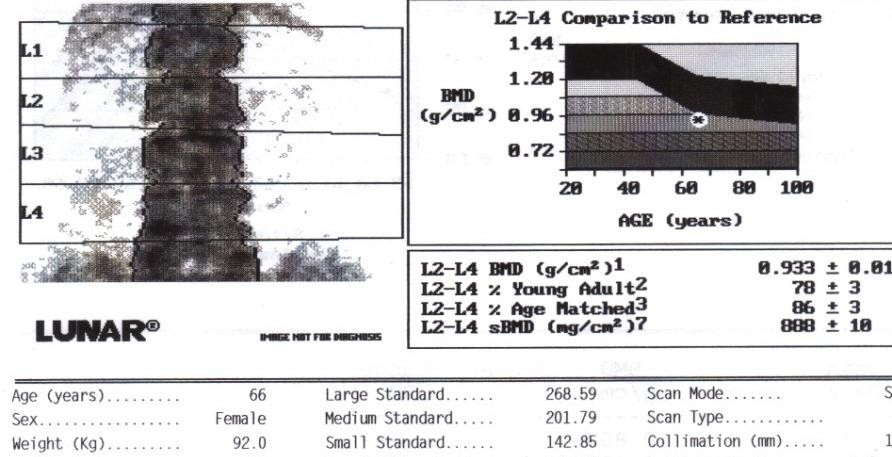 L1
L2
L3
L4
LUNAR®
IMAGE NOT FOR DIAGNOSIS
L2-L4 Comparison to Reference
BMD
(g/cm²)
1.44
1.20
0.96
0.72
20 40 60 80 100
AGE (years)
L2-L4 BMD (g/cm²)1 0.933 ± 0.01
L2-L4 % Young Adult2 78 ± 3
L2-L4 % Age Matched3 86 ± 3
L2-L4 sBMD (mg/cm²)7 888 ± 10
Age (years)......... 66 Large Standard...... 268.59 Scan Mode.......
Sex.................. Female Medium Standard..... 201.79 Scan Type............
Weight (Kg)......... 92.0 Small Standard...... 142.85 Collimation (mm).....